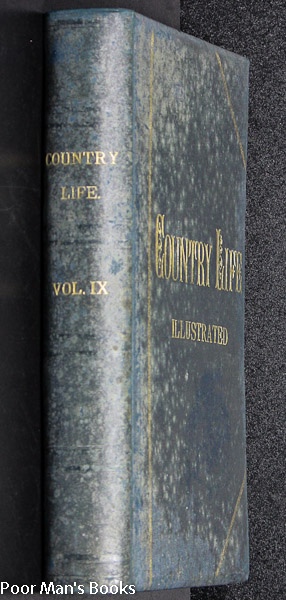 COUNTRY
LIFE.
VOL. IX
COUNTRY LIFE
ILLUSTRATED
Poor Man's Books